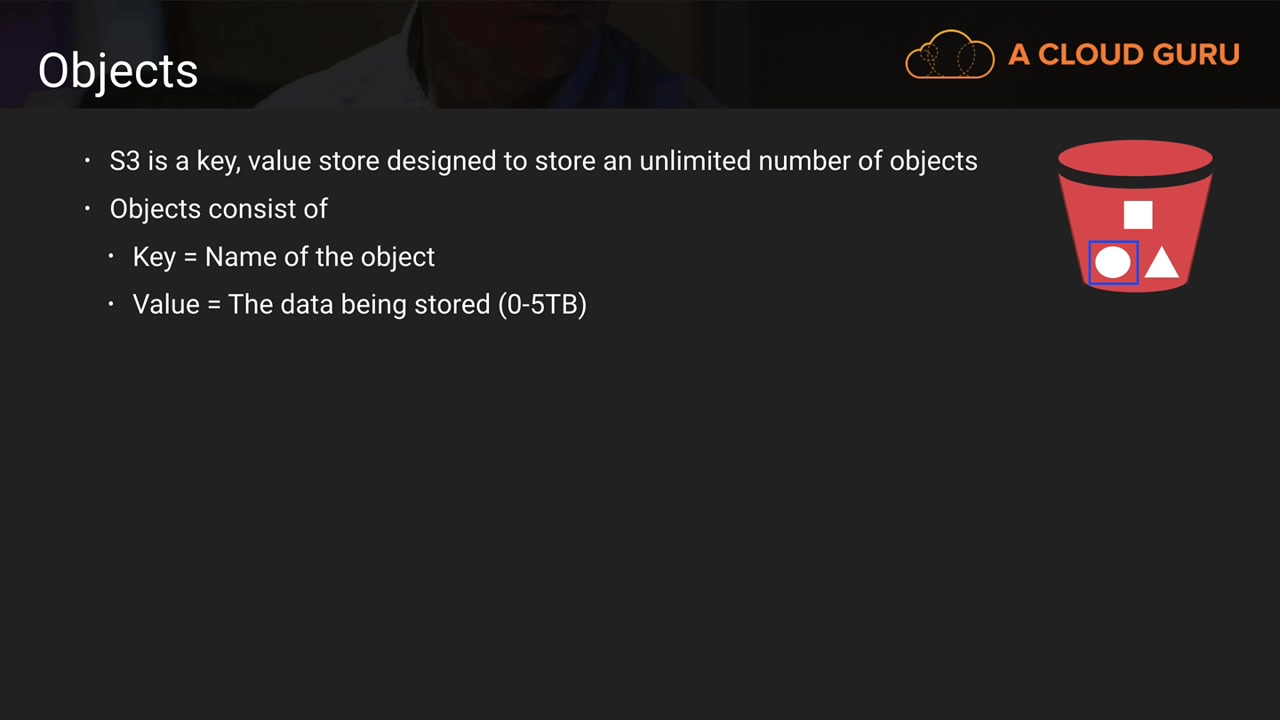 Objects
A CLOUD GURU
· S3 is a key, value store designed to store an unlimited number of objects
· Objects consist of
· Key = Name of the object
· Value = The data being stored (0-5TB)